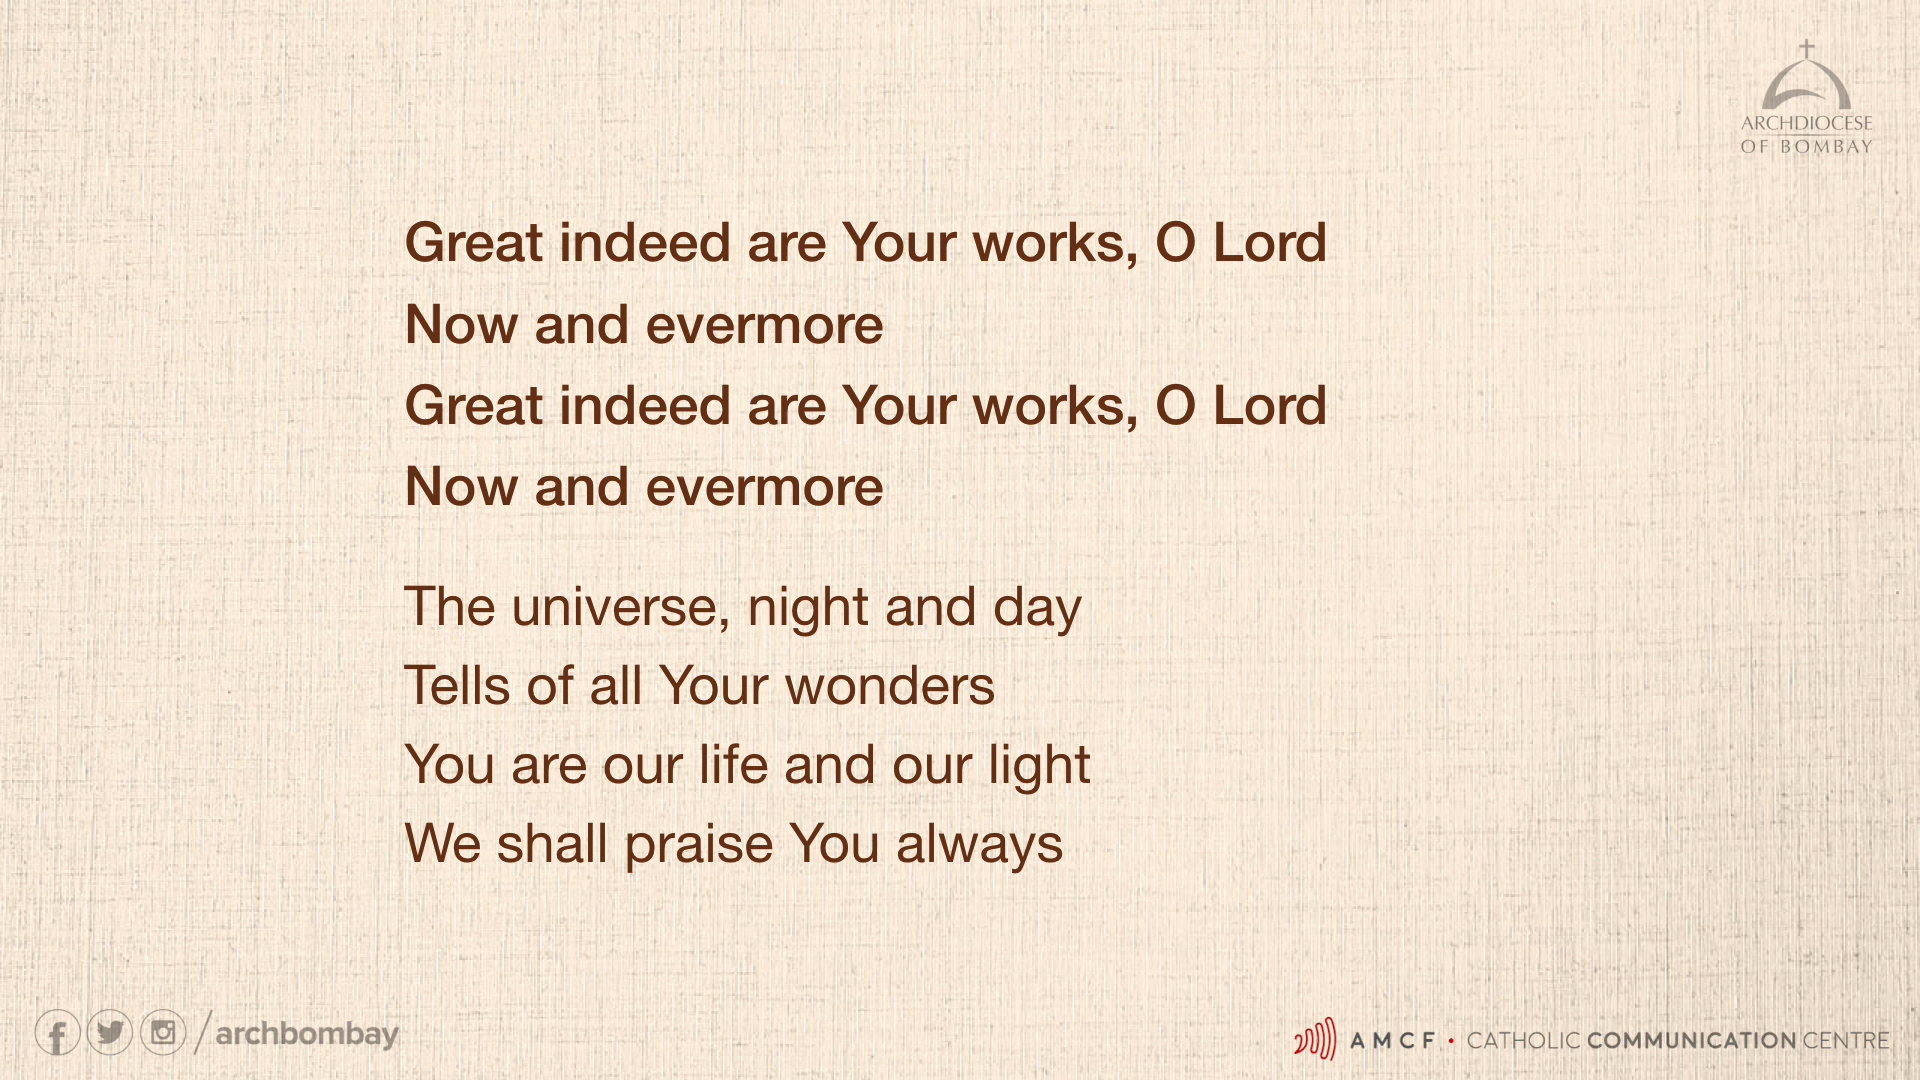 ARCHDIOCESE
OF BOMBAY
Great indeed are Your works, O Lord
Now and evermore
Great indeed are Your works, O Lord
Now and evermore
The universe, night and day
Tells of all Your wonders
You are our life and our light
We shall praise You always
/archbombay
AMCF • CATHOLIC COMMUNICATION CENTRE